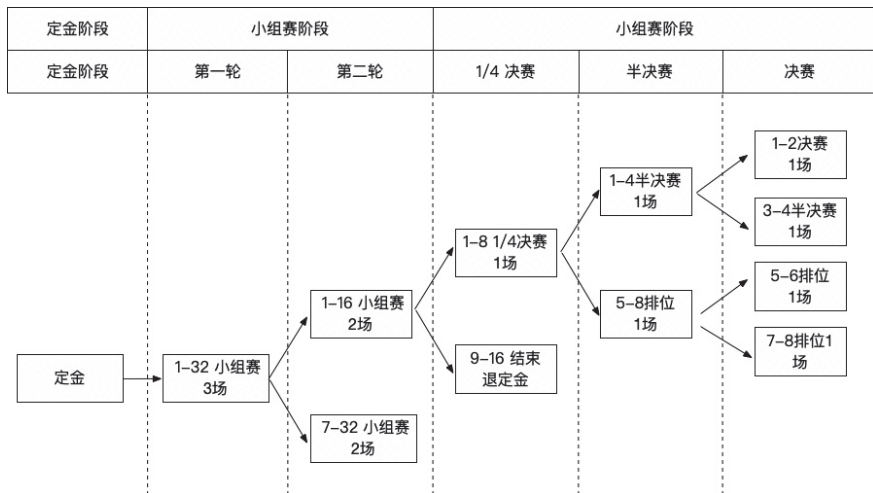 定金阶段 小组赛阶段 小组赛阶段
定金阶段 第一轮 第二轮 1/4 决赛 半决赛 决赛
1-2决赛
1场
1-4半决赛
1场
3-4半决赛
1场
1-8 1/4决赛
1场
5-6排位
1场
1-16 小组赛
2场
5-8排位
1场
7-8排位1
场
9-16 结束
退定金
定金
1-32 小组赛
3场
7-32 小组赛
2场